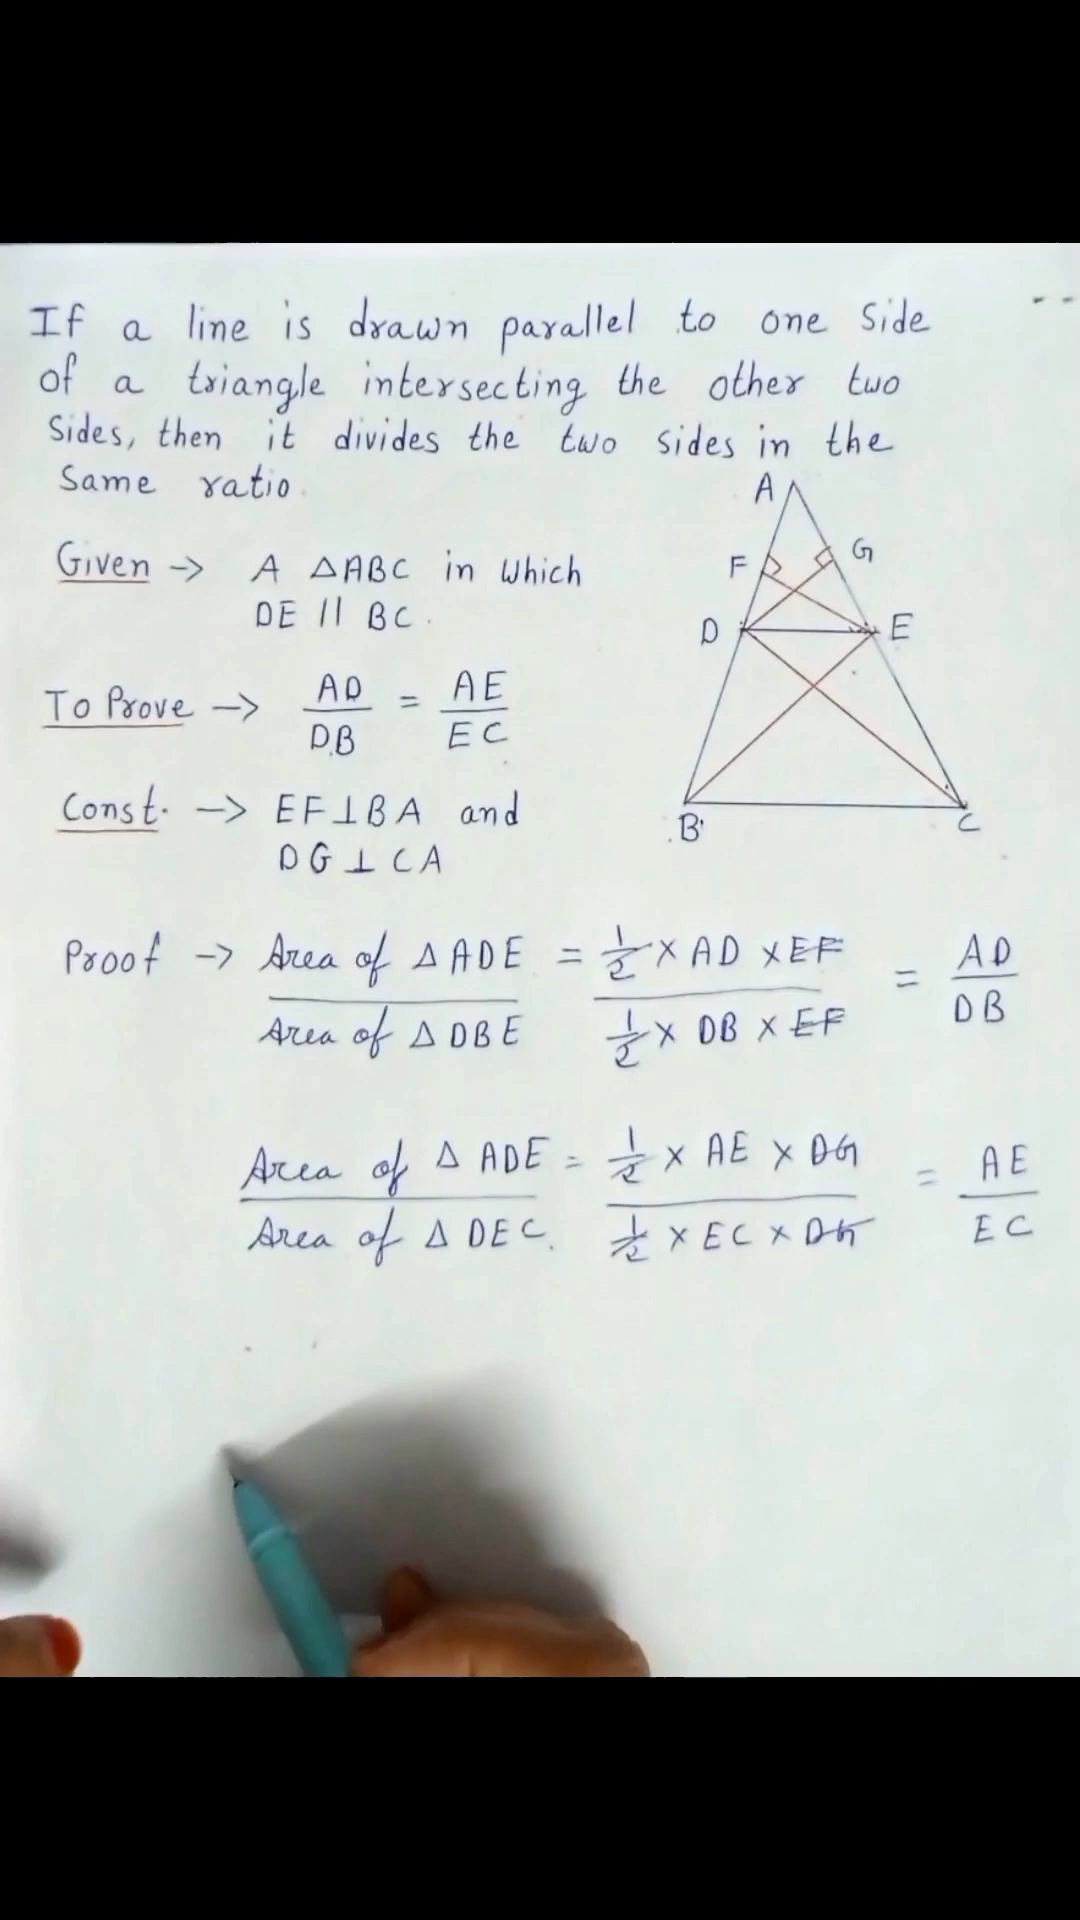 If a line is drawn parallel to one side
of a triangle intersecting the other two
sides, then it divides the two sides in the
same ratio.
A
Given -> A △ABC in which
F G
DE || BC.
D E
To Prove -> AD/DB = AE/EC
Const. -> EF⊥BA and
B C
DG ⊥ CA
Proof -> Area of △ADE / Area of △DBE = 1/2 × AD × EF / 1/2 × DB × EF = AD/DB
Area of △ADE / Area of △DEC. = 1/2 × AE × DG / 1/2 × EC × DG = AE/EC